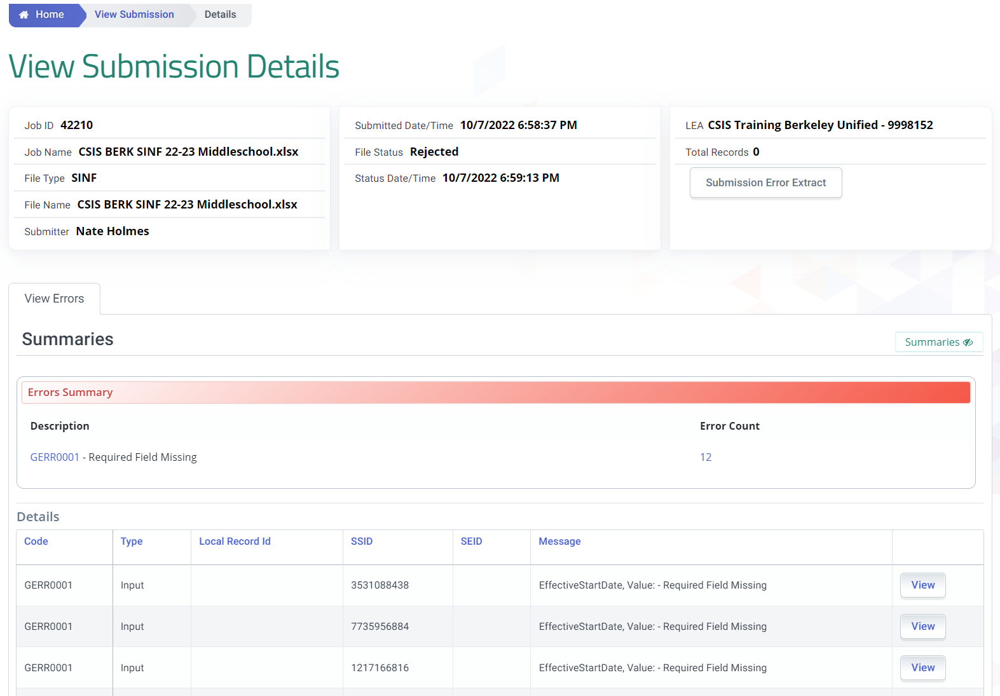 Home View Submission Details
View Submission Details
Job ID 42210
Job Name CSIS BERK SINF 22-23 Middleschool.xlsx
File Type SINF
File Name CSIS BERK SINF 22-23 Middleschool.xlsx
Submitter Nate Holmes
Submitted Date/Time 10/7/2022 6:58:37 PM
File Status Rejected
Status Date/Time 10/7/2022 6:59:13 PM
LEA CSIS Training Berkeley Unified - 9998152
Total Records 0
Submission Error Extract
View Errors
Summaries
Summaries
Errors Summary
Description Error Count
GERR0001 - Required Field Missing 12
Details
Code Type Local Record Id SSID SEID Message
GERR0001 Input 3531088438 EffectiveStartDate, Value: - Required Field Missing View
GERR0001 Input 7735956884 EffectiveStartDate, Value: - Required Field Missing View
GERR0001 Input 1217166816 EffectiveStartDate, Value: - Required Field Missing View